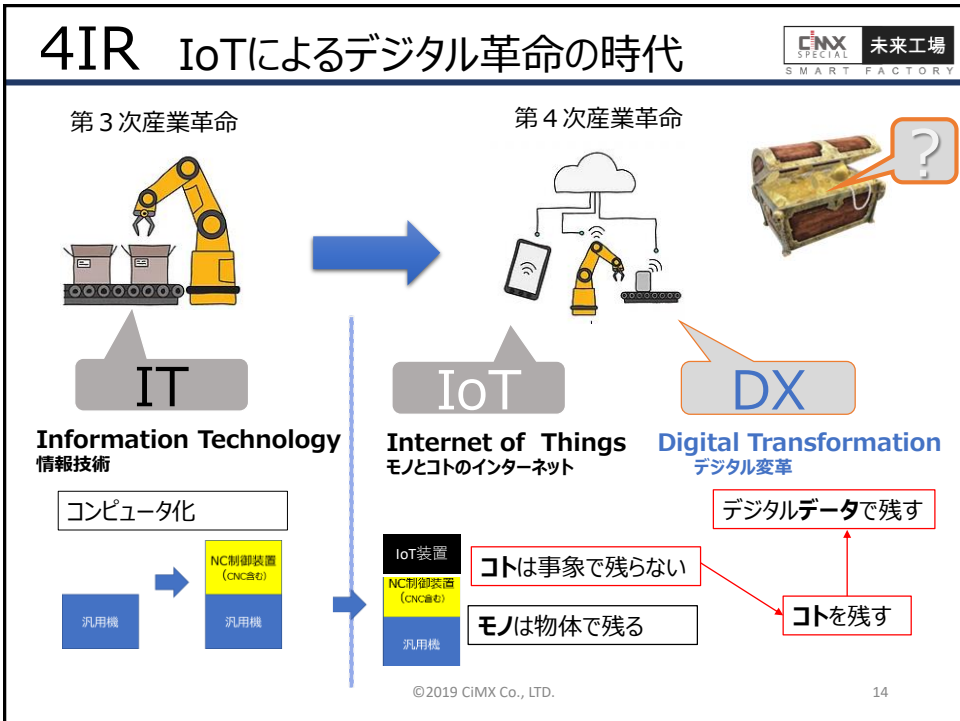 4IR IoTによるデジタル革命の時代
CiMX
SPECIAL
未来工場
SMART FACTORY
第３次産業革命
第４次産業革命
?
IT
IoT
DX
Information Technology
情報技術
Internet of Things
モノとコトのインターネット
Digital Transformation
デジタル変革
コンピュータ化
デジタルデータで残す
NC制御装置
(CNC含む)
汎用機
汎用機
IoT装置
NC制御装置
(CNC含む)
汎用機
コトは事象で残らない
モノは物体で残る
コトを残す
©2019 CiMX Co., LTD.
14